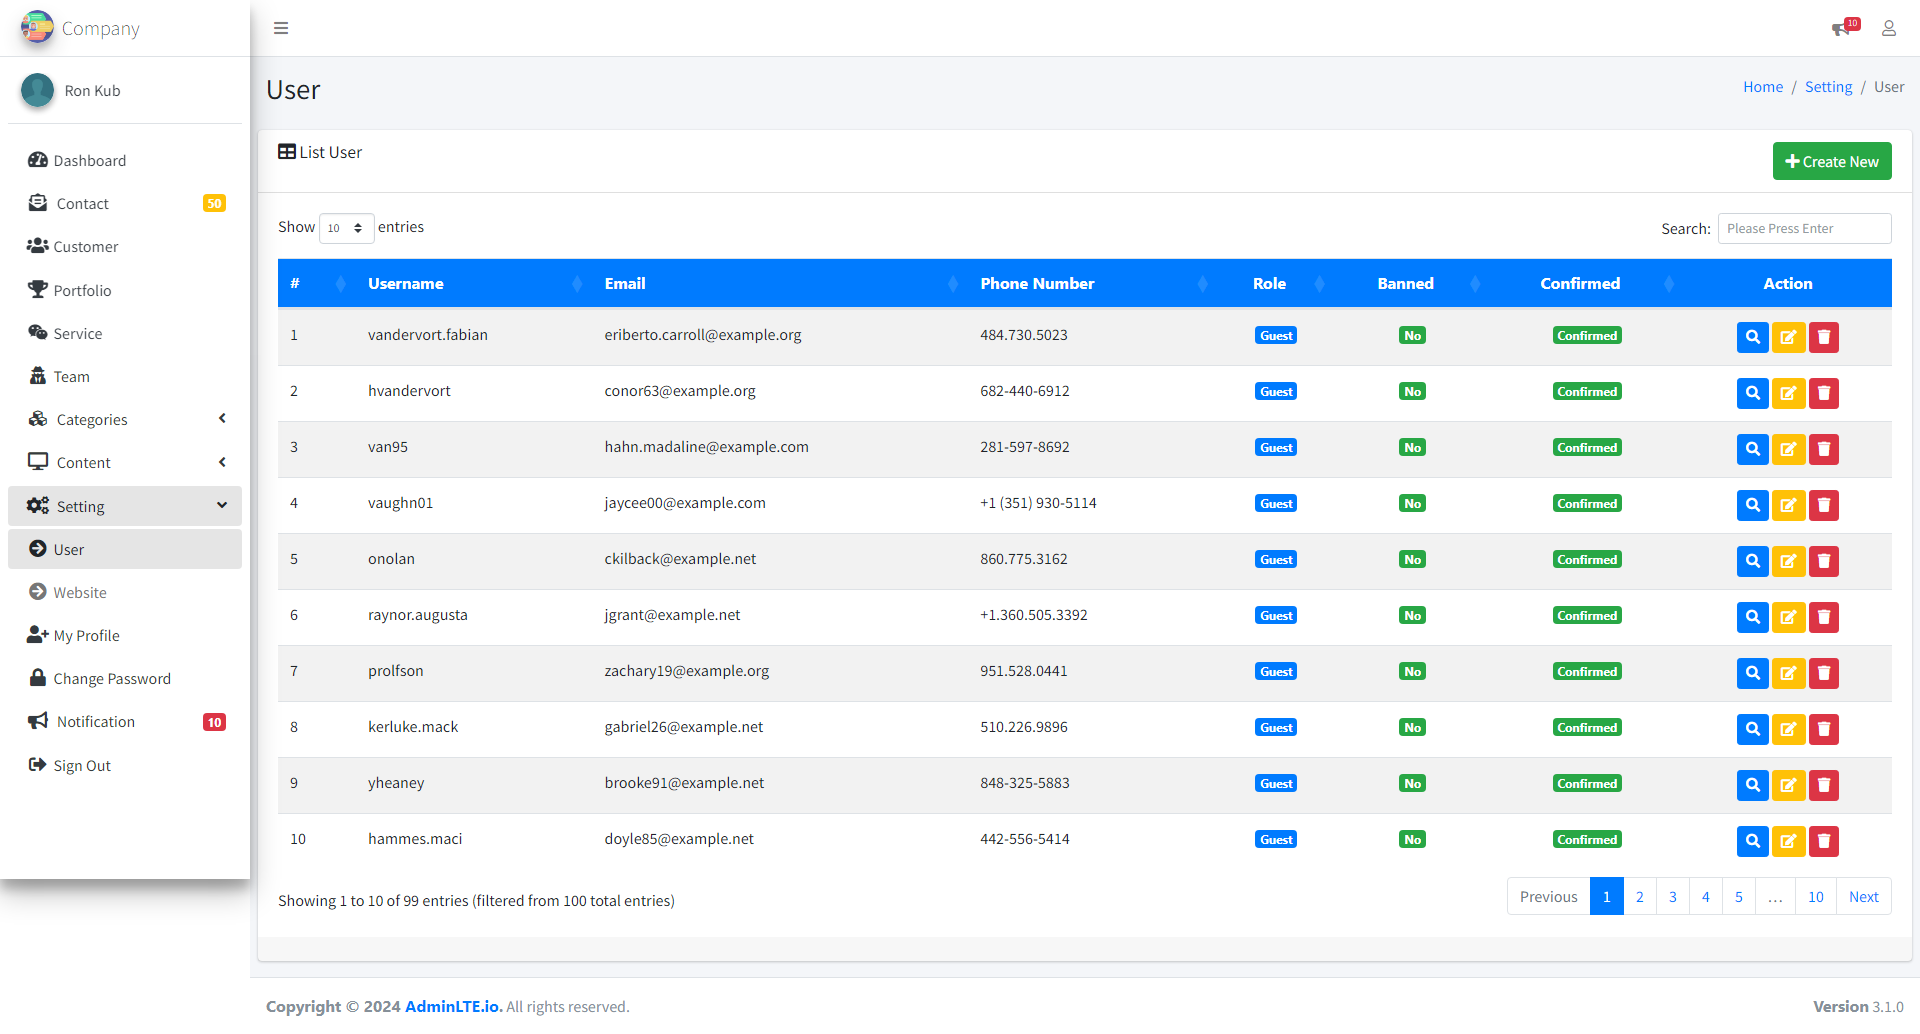 Company
10
Ron Kub
Dashboard
Contact 50
Customer
Portfolio
Service
Team
Categories
Content
Setting
User
Website
My Profile
Change Password
Notification 10
Sign Out
User
Home / Setting / User
List User
Create New
Show 10 entries
Search: Please Press Enter
# Username Email Phone Number Role Banned Confirmed Action
1 vandervort.fabian eriberto.carroll@example.org 484.730.5023 Guest No Confirmed
2 hvandervort conor63@example.org 682-440-6912 Guest No Confirmed
3 van95 hahn.madaline@example.com 281-597-8692 Guest No Confirmed
4 vaughn01 jaycee00@example.com +1 (351) 930-5114 Guest No Confirmed
5 onolan ckilback@example.net 860.775.3162 Guest No Confirmed
6 raynor.augusta jgrant@example.net +1.360.505.3392 Guest No Confirmed
7 prolfson zachary19@example.org 951.528.0441 Guest No Confirmed
8 kerluke.mack gabriel26@example.net 510.226.9896 Guest No Confirmed
9 yheaney brooke91@example.net 848-325-5883 Guest No Confirmed
10 hammes.maci doyle85@example.net 442-556-5414 Guest No Confirmed
Showing 1 to 10 of 99 entries (filtered from 100 total entries)
Previous 1 2 3 4 5 … 10 Next
Copyright © 2024 AdminLTE.io. All rights reserved.
Version 3.1.0